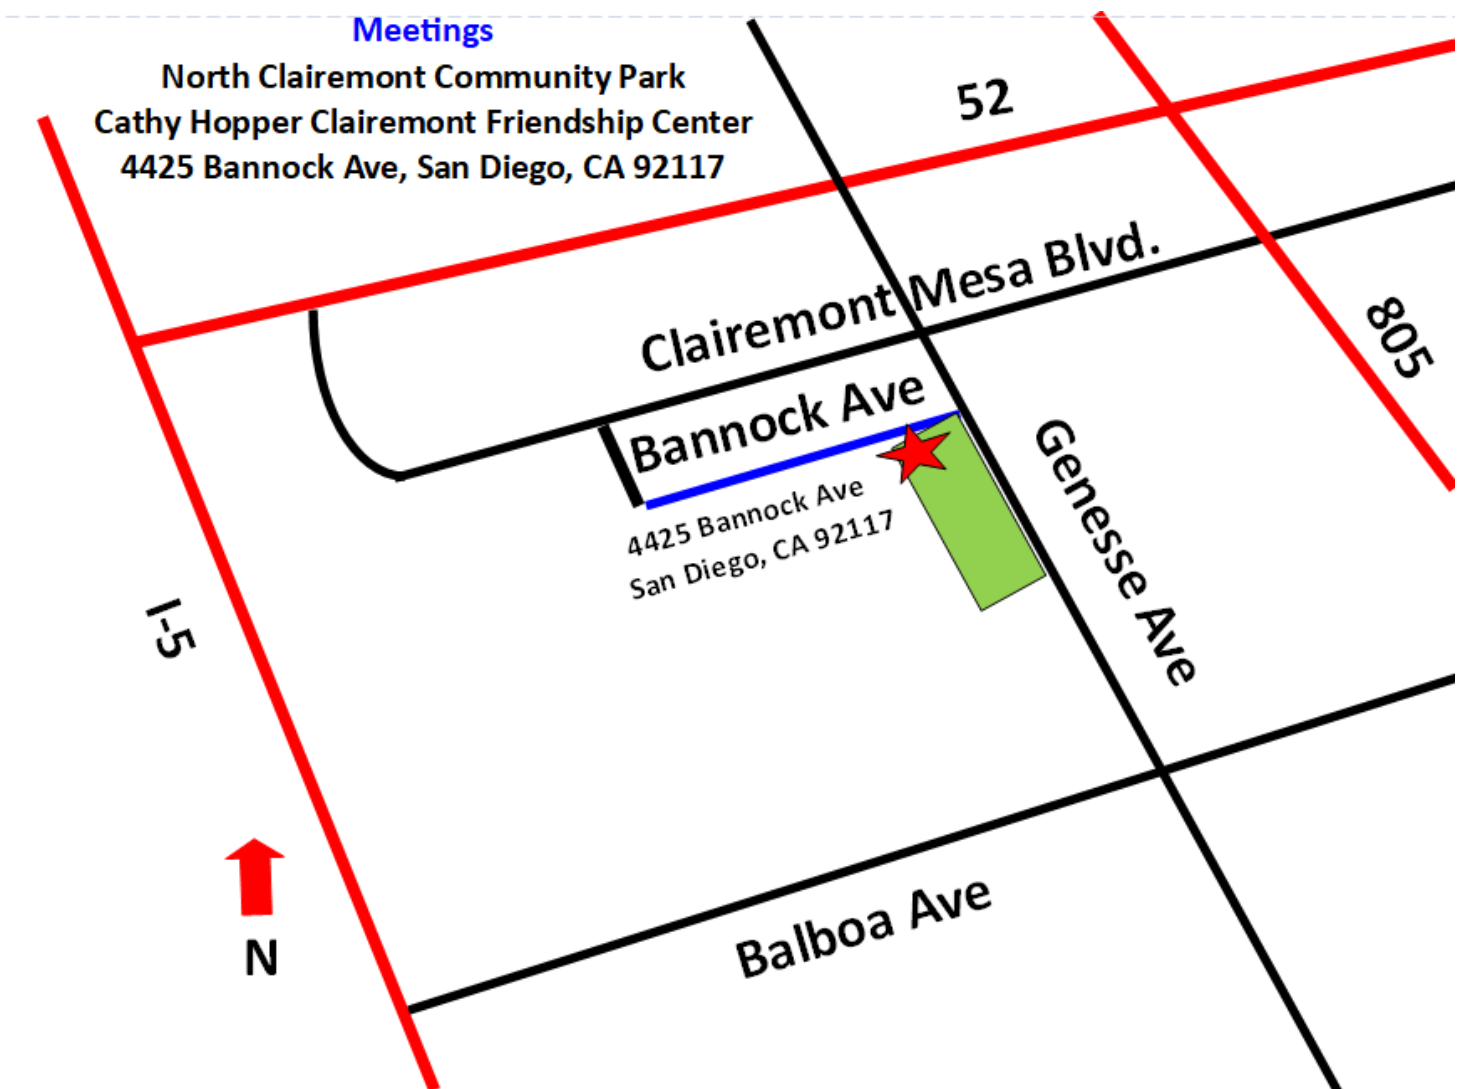 Meetings
North Clairemont Community Park
Cathy Hopper Clairemont Friendship Center
4425 Bannock Ave, San Diego, CA 92117
52
Clairemont Mesa Blvd.
805
Bannock Ave
4425 Bannock Ave
San Diego, CA 92117
Genesse Ave
I-5
Balboa Ave
N